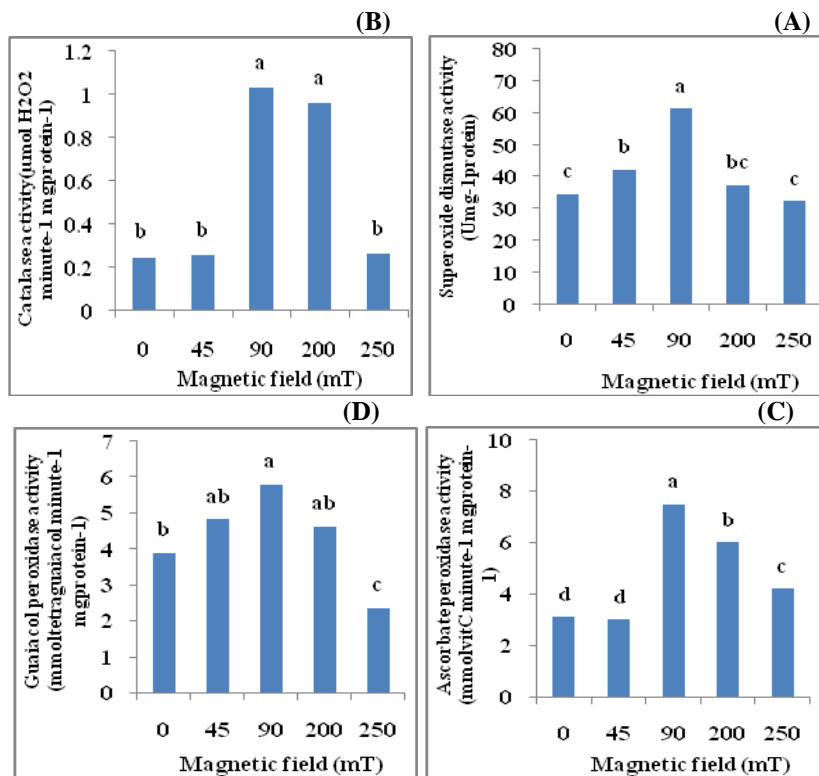 (B)
Catalase activity(umol H2O2
minute-1 mgprotein-1)
1.2
1
0.8
0.6
0.4
0.2
0
b
b
a
a
b
0 45 90 200 250
Magnetic field (mT)
(A)
Superoxide dismutase activity
(Umg-1protein)
80
70
60
50
40
30
20
10
0
c
b
a
bc
c
0 45 90 200 250
Magnetic field (mT)
(D)
Guaiacol peroxidase activity
(mmoltetraguaiacol minute-1
mgprotein-1)
7
6
5
4
3
2
1
0
b
ab
a
ab
c
0 45 90 200 250
Magnetic field (mT)
(C)
Ascorbate peroxidase activity
(mmolvitC minute-1 mgprotein-
1)
10
8
6
4
2
0
d
d
a
b
c
0 45 90 200 250
Magnetic field (mT)